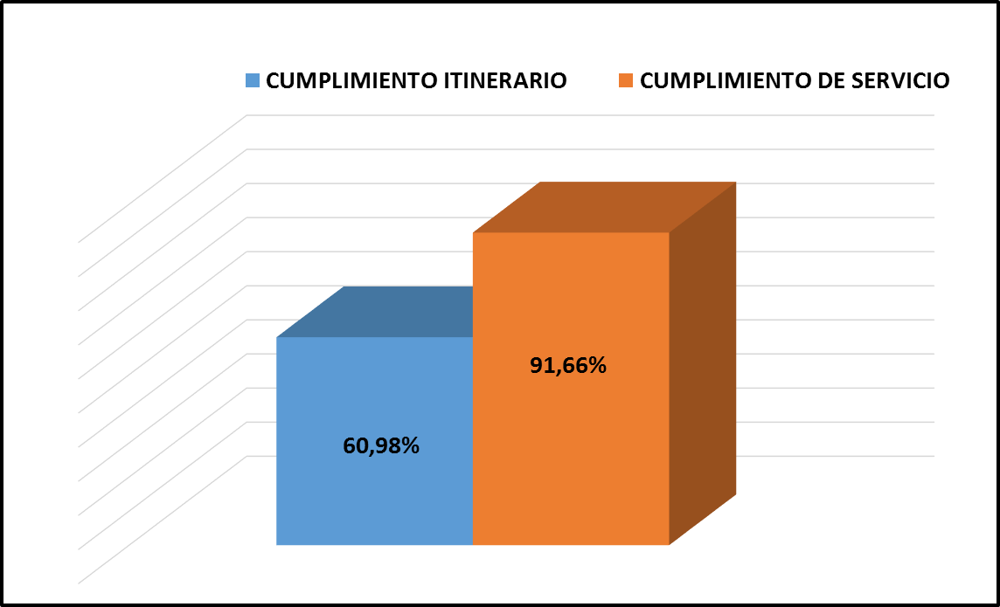 CUMPLIMIENTO ITINERARIO CUMPLIMIENTO DE SERVICIO
91,66%
60,98%